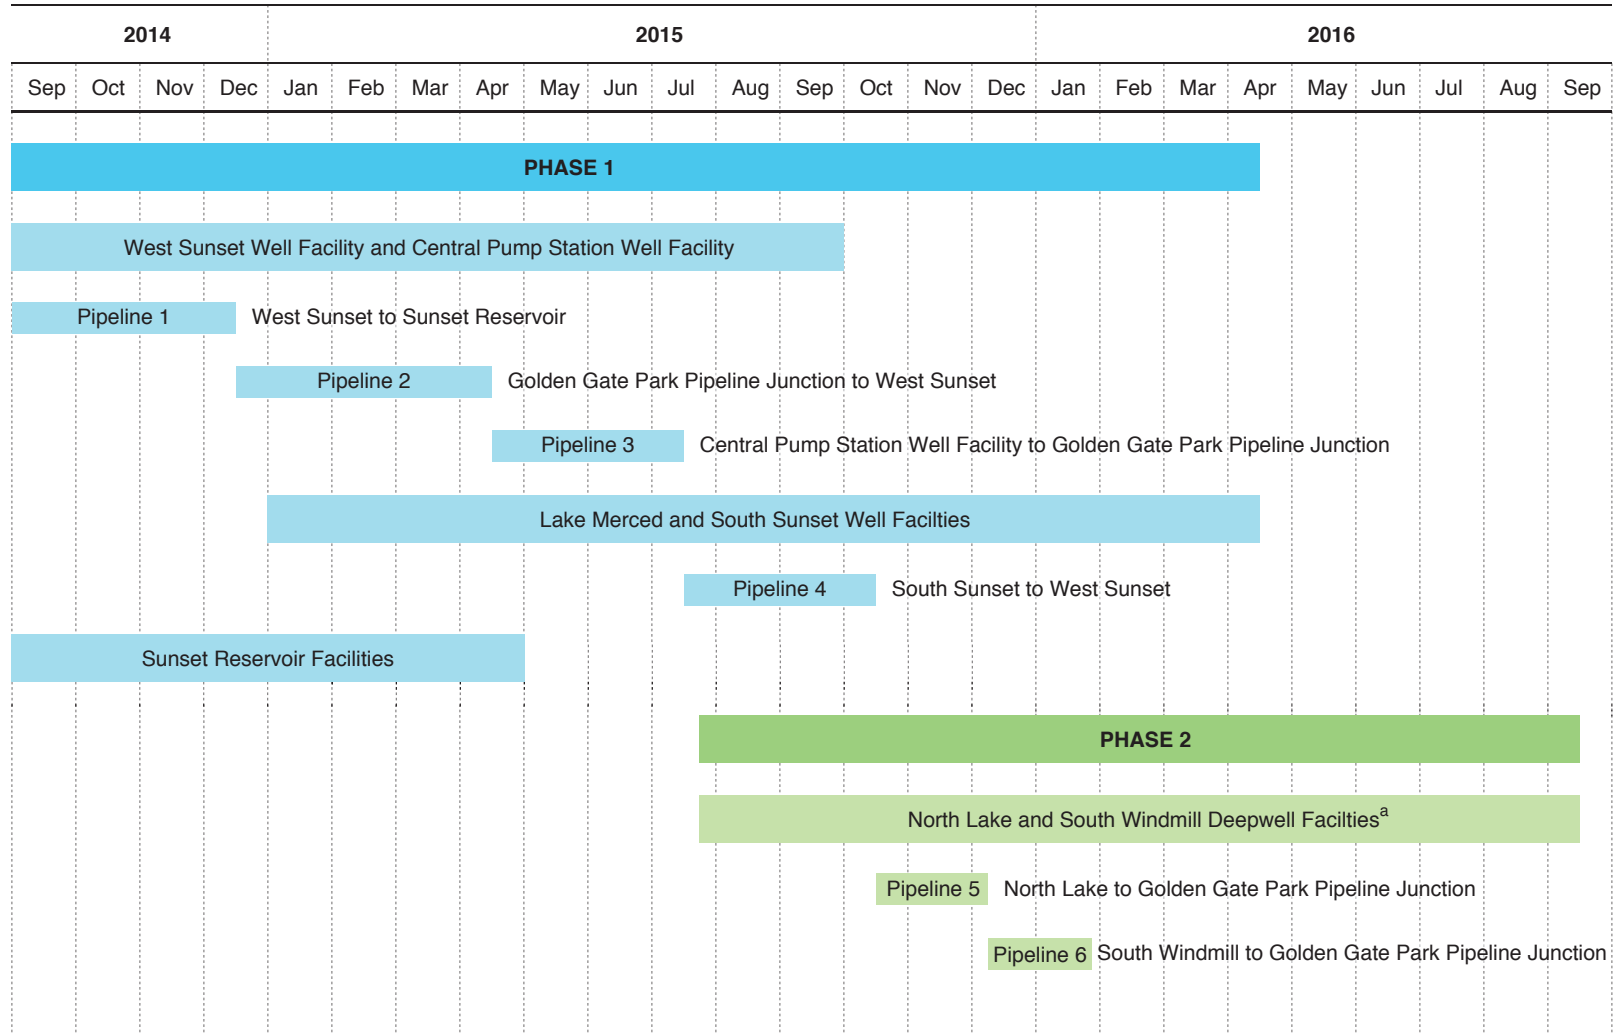 2014 2015 2016
Sep Oct Nov Dec Jan Feb Mar Apr May Jun Jul Aug Sep Oct Nov Dec Jan Feb Mar Apr May Jun Jul Aug Sep
PHASE 1
West Sunset Well Facility and Central Pump Station Well Facility
Pipeline 1 West Sunset to Sunset Reservoir
Pipeline 2 Golden Gate Park Pipeline Junction to West Sunset
Pipeline 3 Central Pump Station Well Facility to Golden Gate Park Pipeline Junction
Lake Merced and South Sunset Well Facilties
Pipeline 4 South Sunset to West Sunset
Sunset Reservoir Facilities
PHASE 2
North Lake and South Windmill Deepwell Facilties^a
Pipeline 5 North Lake to Golden Gate Park Pipeline Junction
Pipeline 6 South Windmill to Golden Gate Park Pipeline Junction